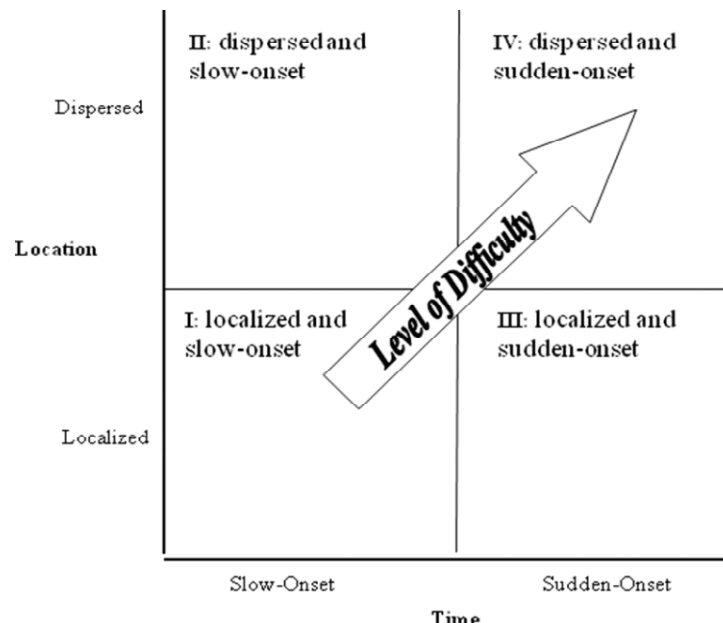 II: dispersed and
slow-onset
IV: dispersed and
sudden-onset
Dispersed
Location
Level of Difficulty
I: localized and
slow-onset
III: localized and
sudden-onset
Localized
Slow-Onset
Sudden-Onset
Time